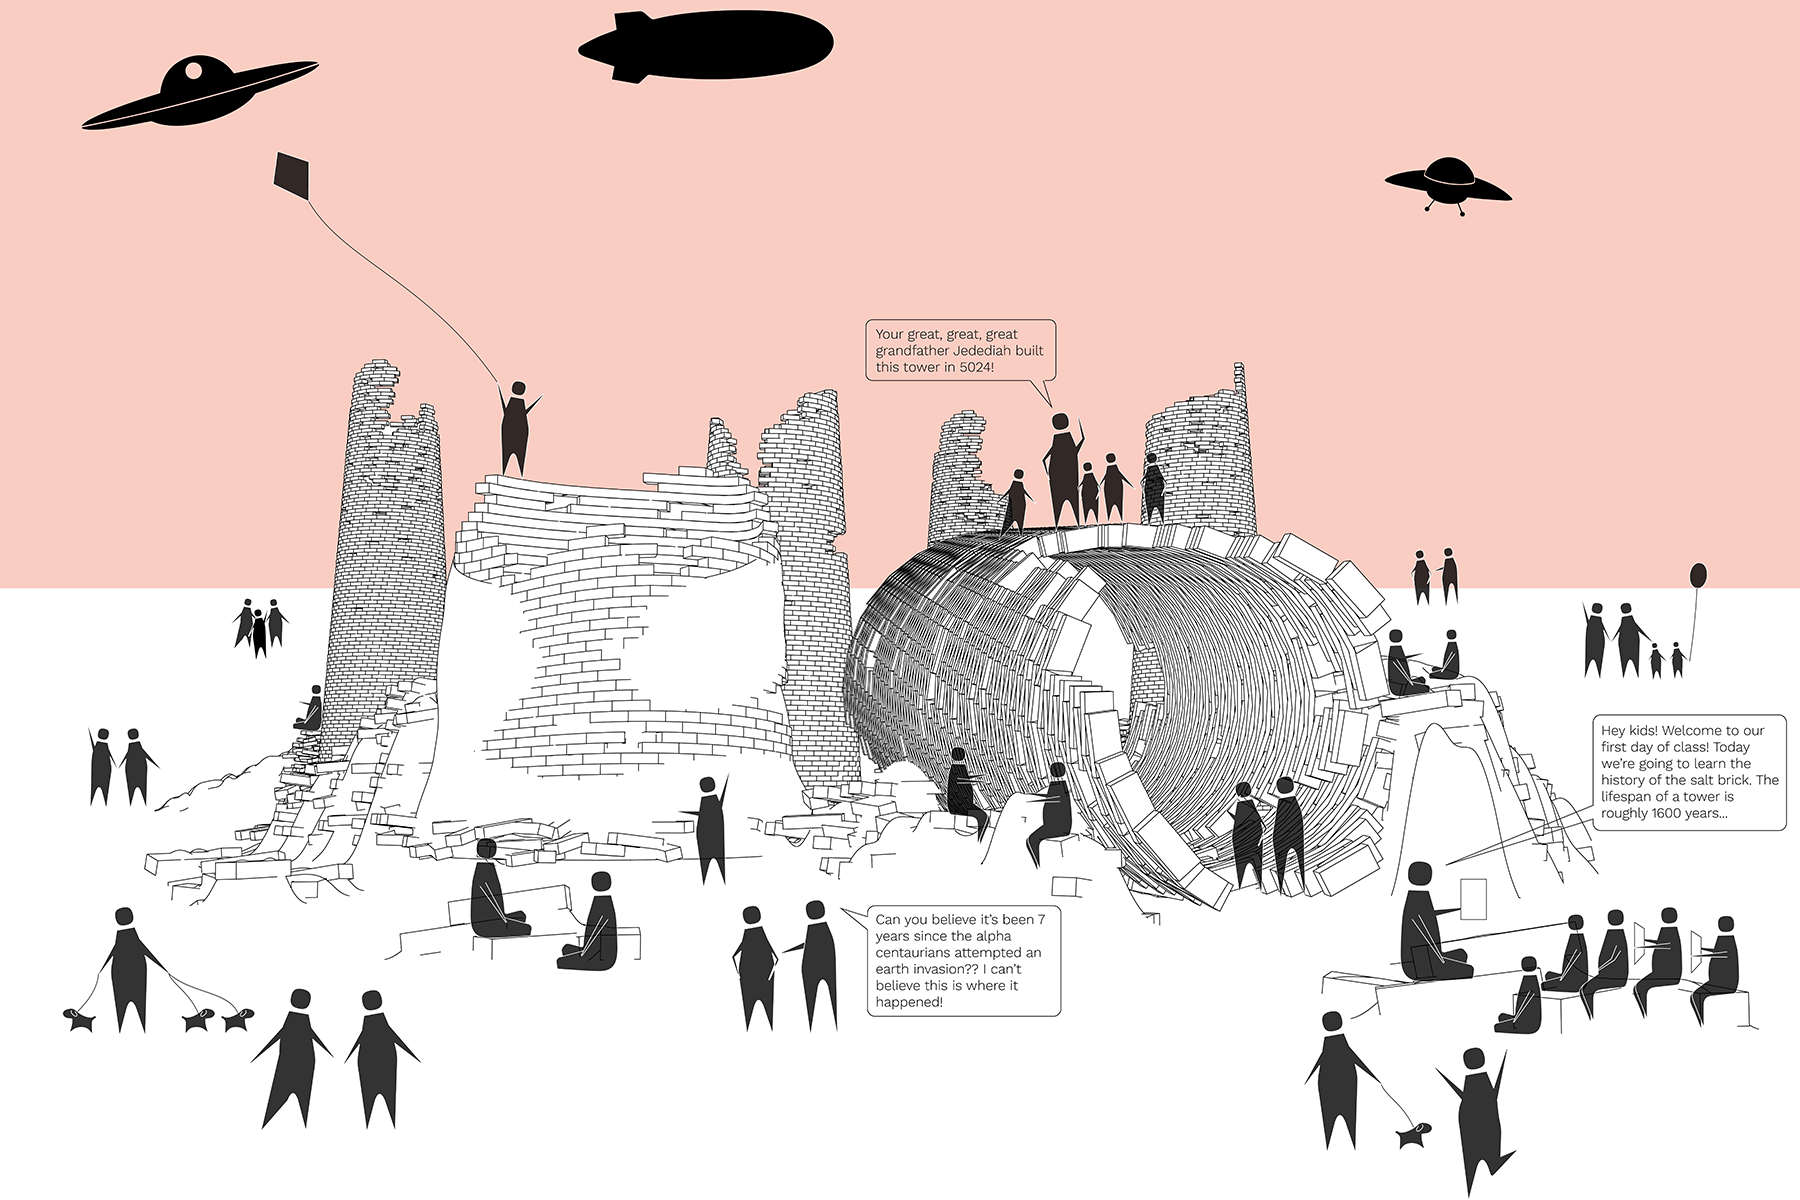 Your great, great, great
grandfather Jedediah built
this tower in 5024!
Hey kids! Welcome to our
first day of class! Today
we're going to learn the
history of the salt brick. The
lifespan of a tower is
roughly 1600 years...
Can you believe it's been 7
years since the alpha
centaurians attempted an
earth invasion?? I can't
believe this is where it
happened!